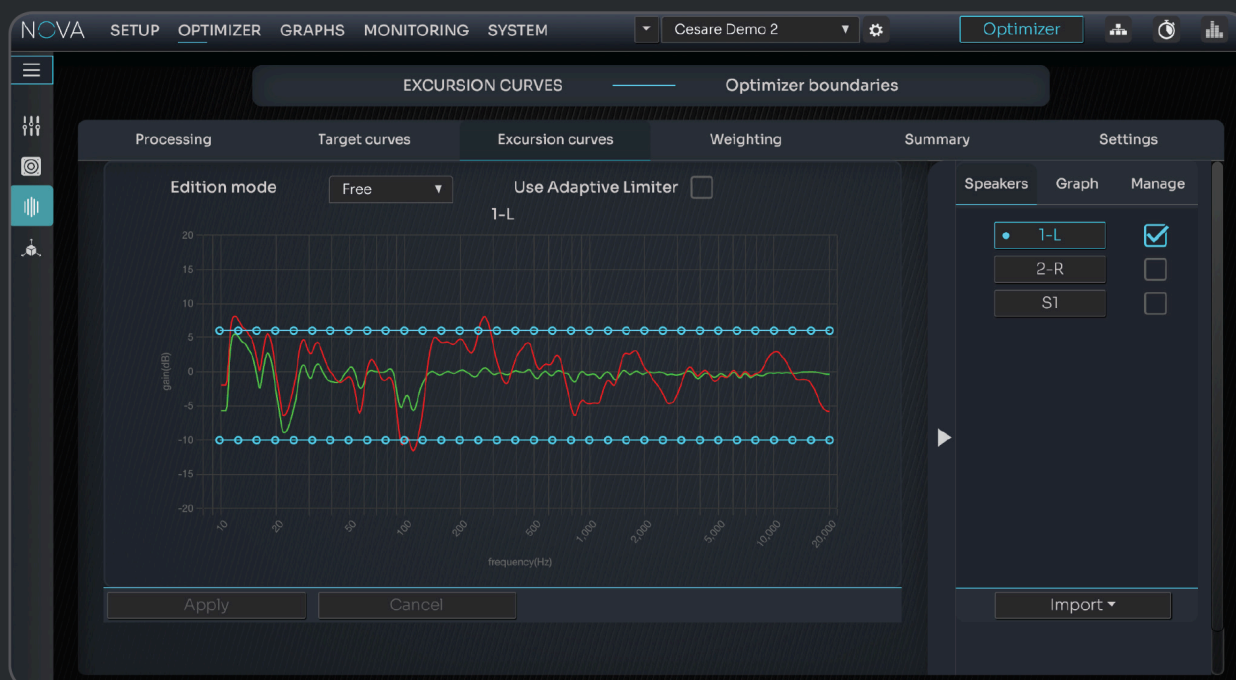 NOVA SETUP OPTIMIZER GRAPHS MONITORING SYSTEM Cesare Demo 2 Optimizer
EXCURSION CURVES Optimizer boundaries
Processing Target curves Excursion curves Weighting Summary Settings
Edition mode Free Use Adaptive Limiter
1-L
20
15
10
5
0
-5
-10
-15
-20
gain(dB)
10 20 50 100 200 500 1,000 2,000 5,000 10,000 20,000
frequency(Hz)
Apply Cancel
Speakers Graph Manage
1-L
2-R
S1
Import